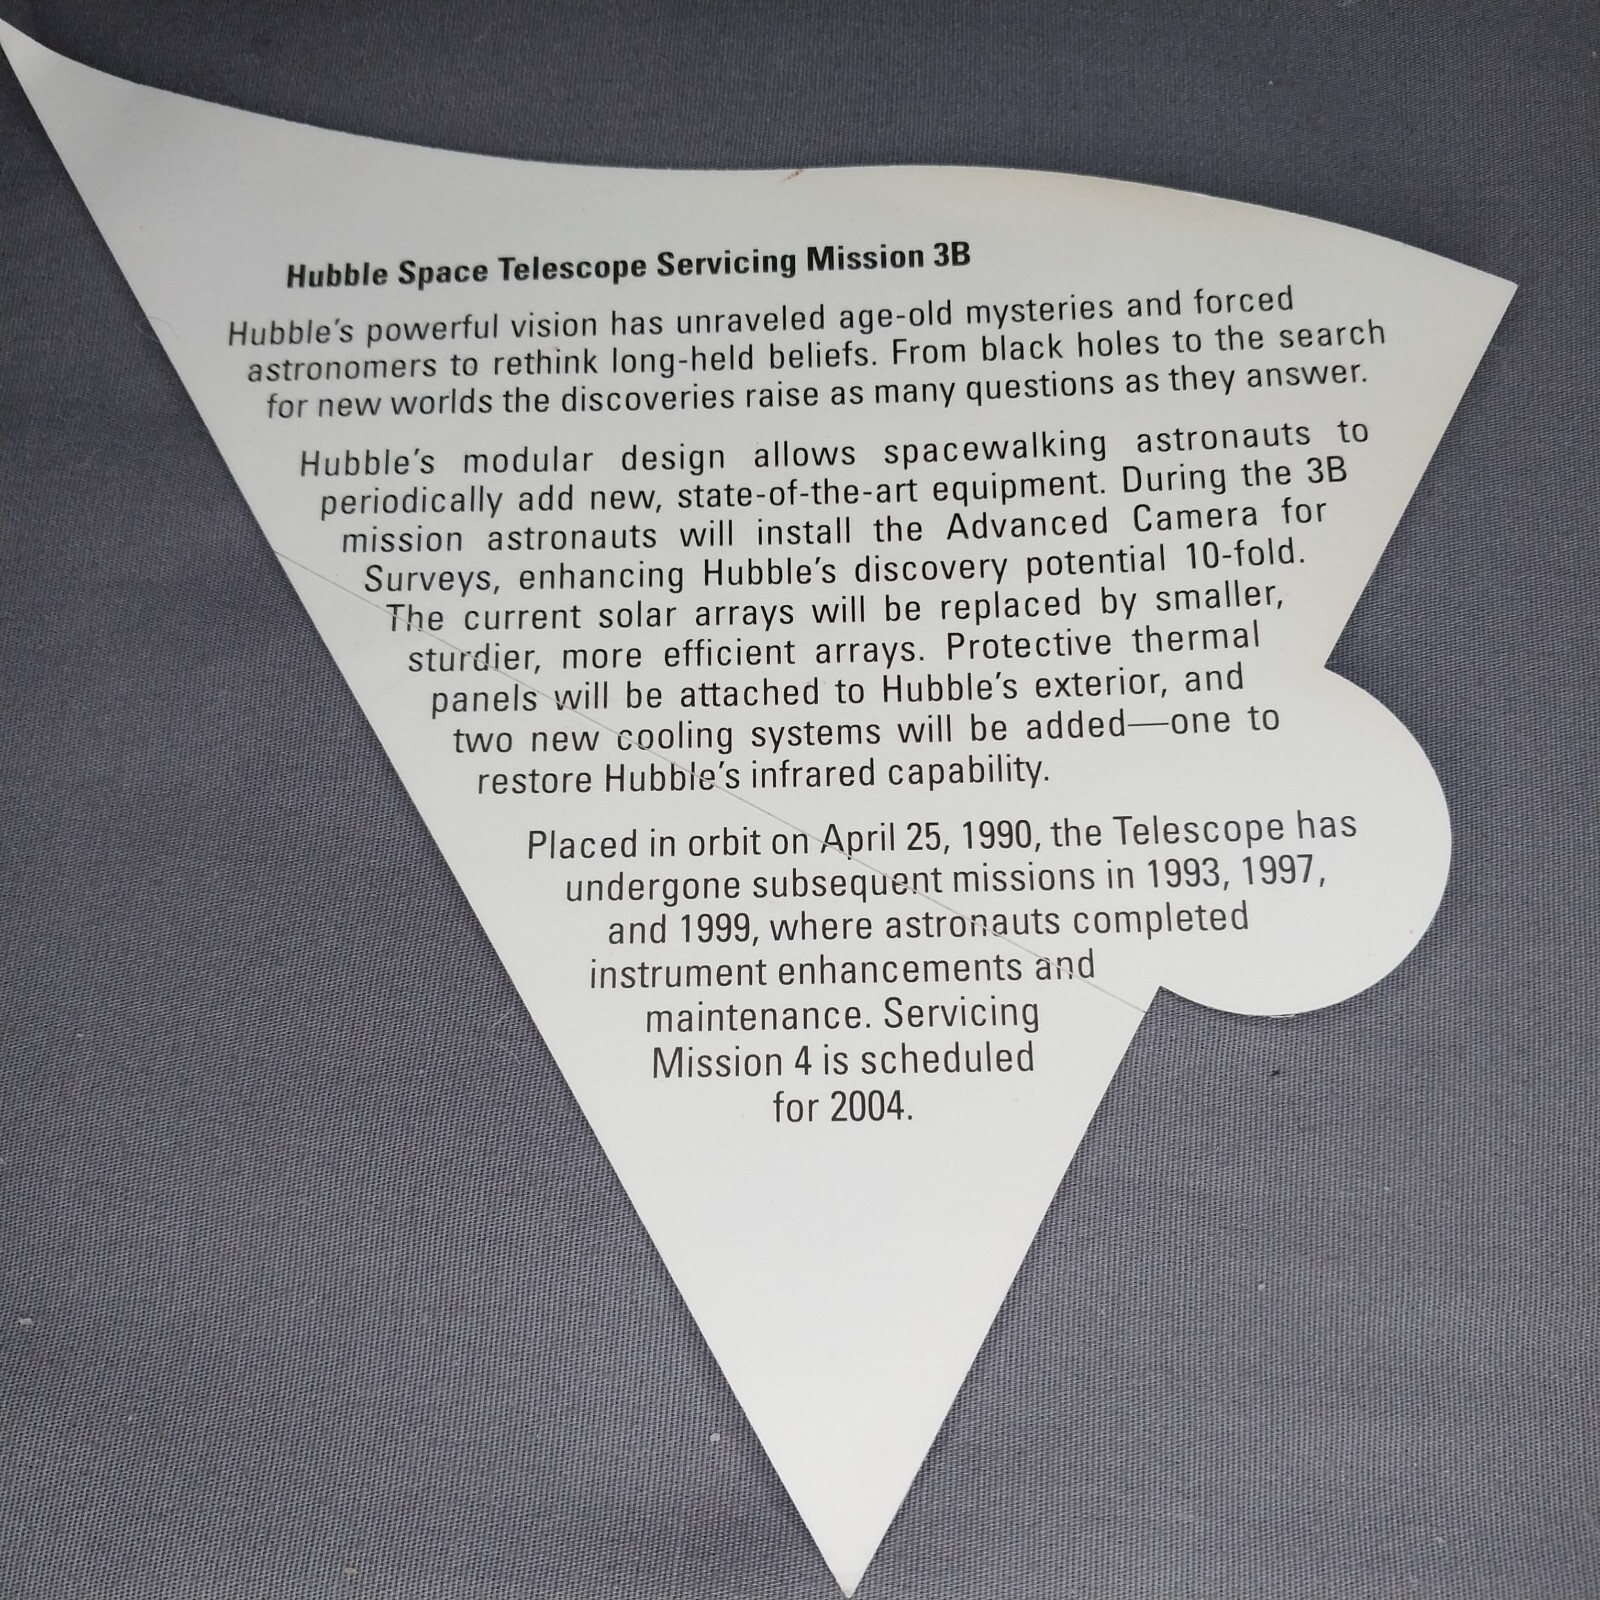 Hubble Space Telescope Servicing Mission 3B
Hubble's powerful vision has unraveled age-old mysteries and forced
astronomers to rethink long-held beliefs. From black holes to the search
for new worlds the discoveries raise as many questions as they answer.
Hubble's modular design allows spacewalking astronauts to
periodically add new, state-of-the-art equipment. During the 3B
mission astronauts will install the Advanced Camera for
Surveys, enhancing Hubble's discovery potential 10-fold.
The current solar arrays will be replaced by smaller,
sturdier, more efficient arrays. Protective thermal
panels will be attached to Hubble's exterior, and
two new cooling systems will be added—one to
restore Hubble's infrared capability.
Placed in orbit on April 25, 1990, the Telescope has
undergone subsequent missions in 1993, 1997,
and 1999, where astronauts completed
instrument enhancements and
maintenance. Servicing
Mission 4 is scheduled
for 2004.